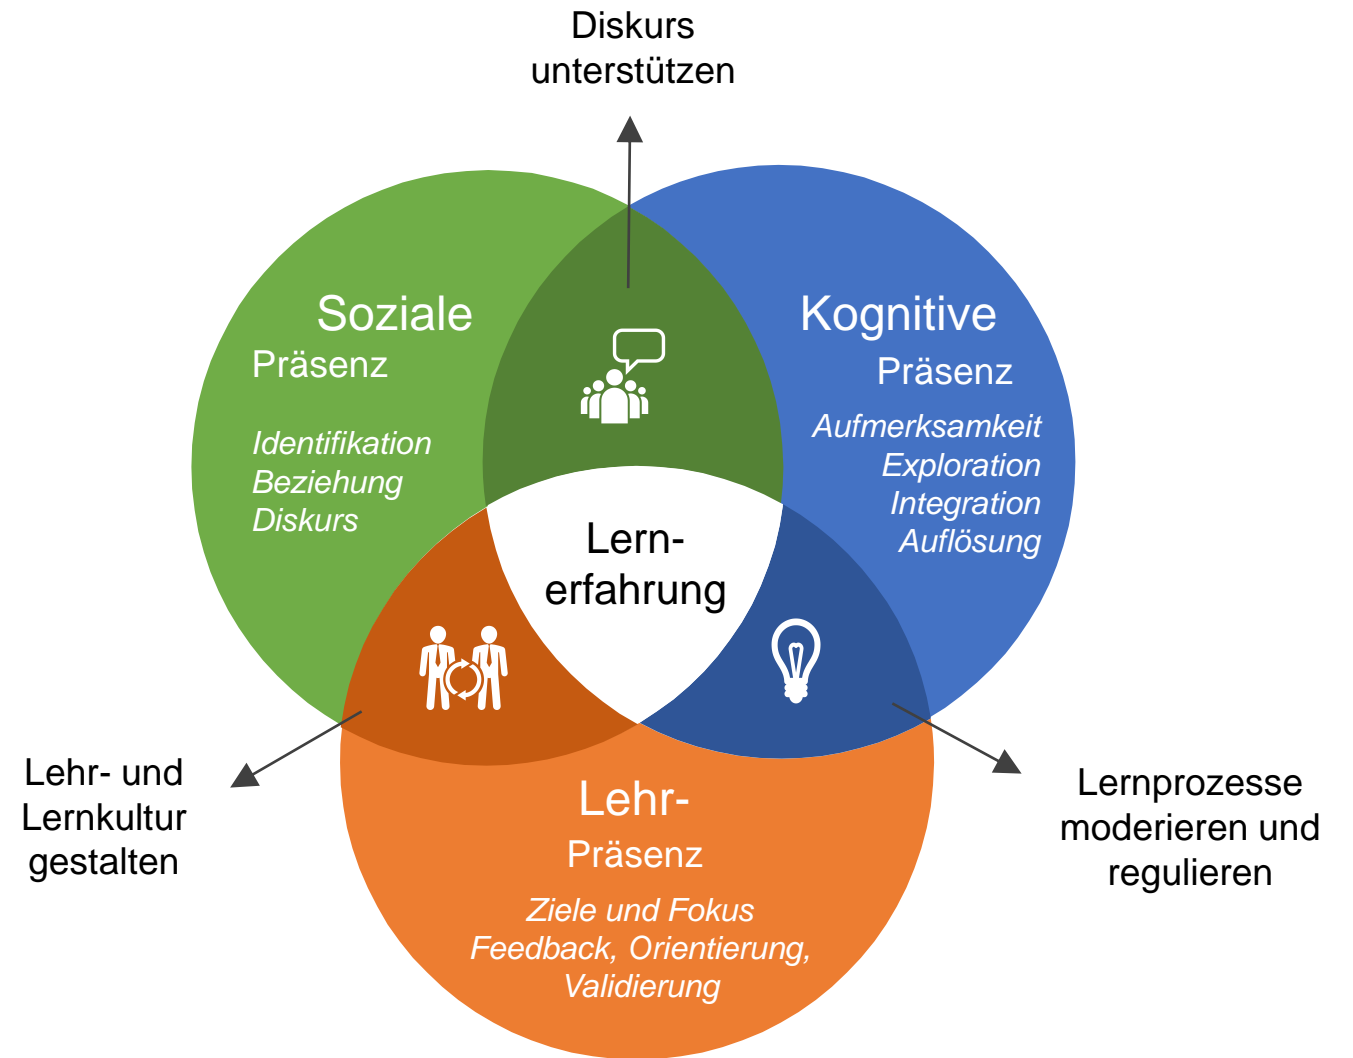 Diskurs
unterstützen
Soziale
Präsenz
Identifikation
Beziehung
Diskurs
Kognitive
Präsenz
Aufmerksamkeit
Exploration
Integration
Auflösung
Lern-
erfahrung
Lehr- und
Lernkultur
gestalten
Lehr-
Präsenz
Ziele und Fokus
Feedback, Orientierung,
Validierung
Lernprozesse
moderieren und
regulieren